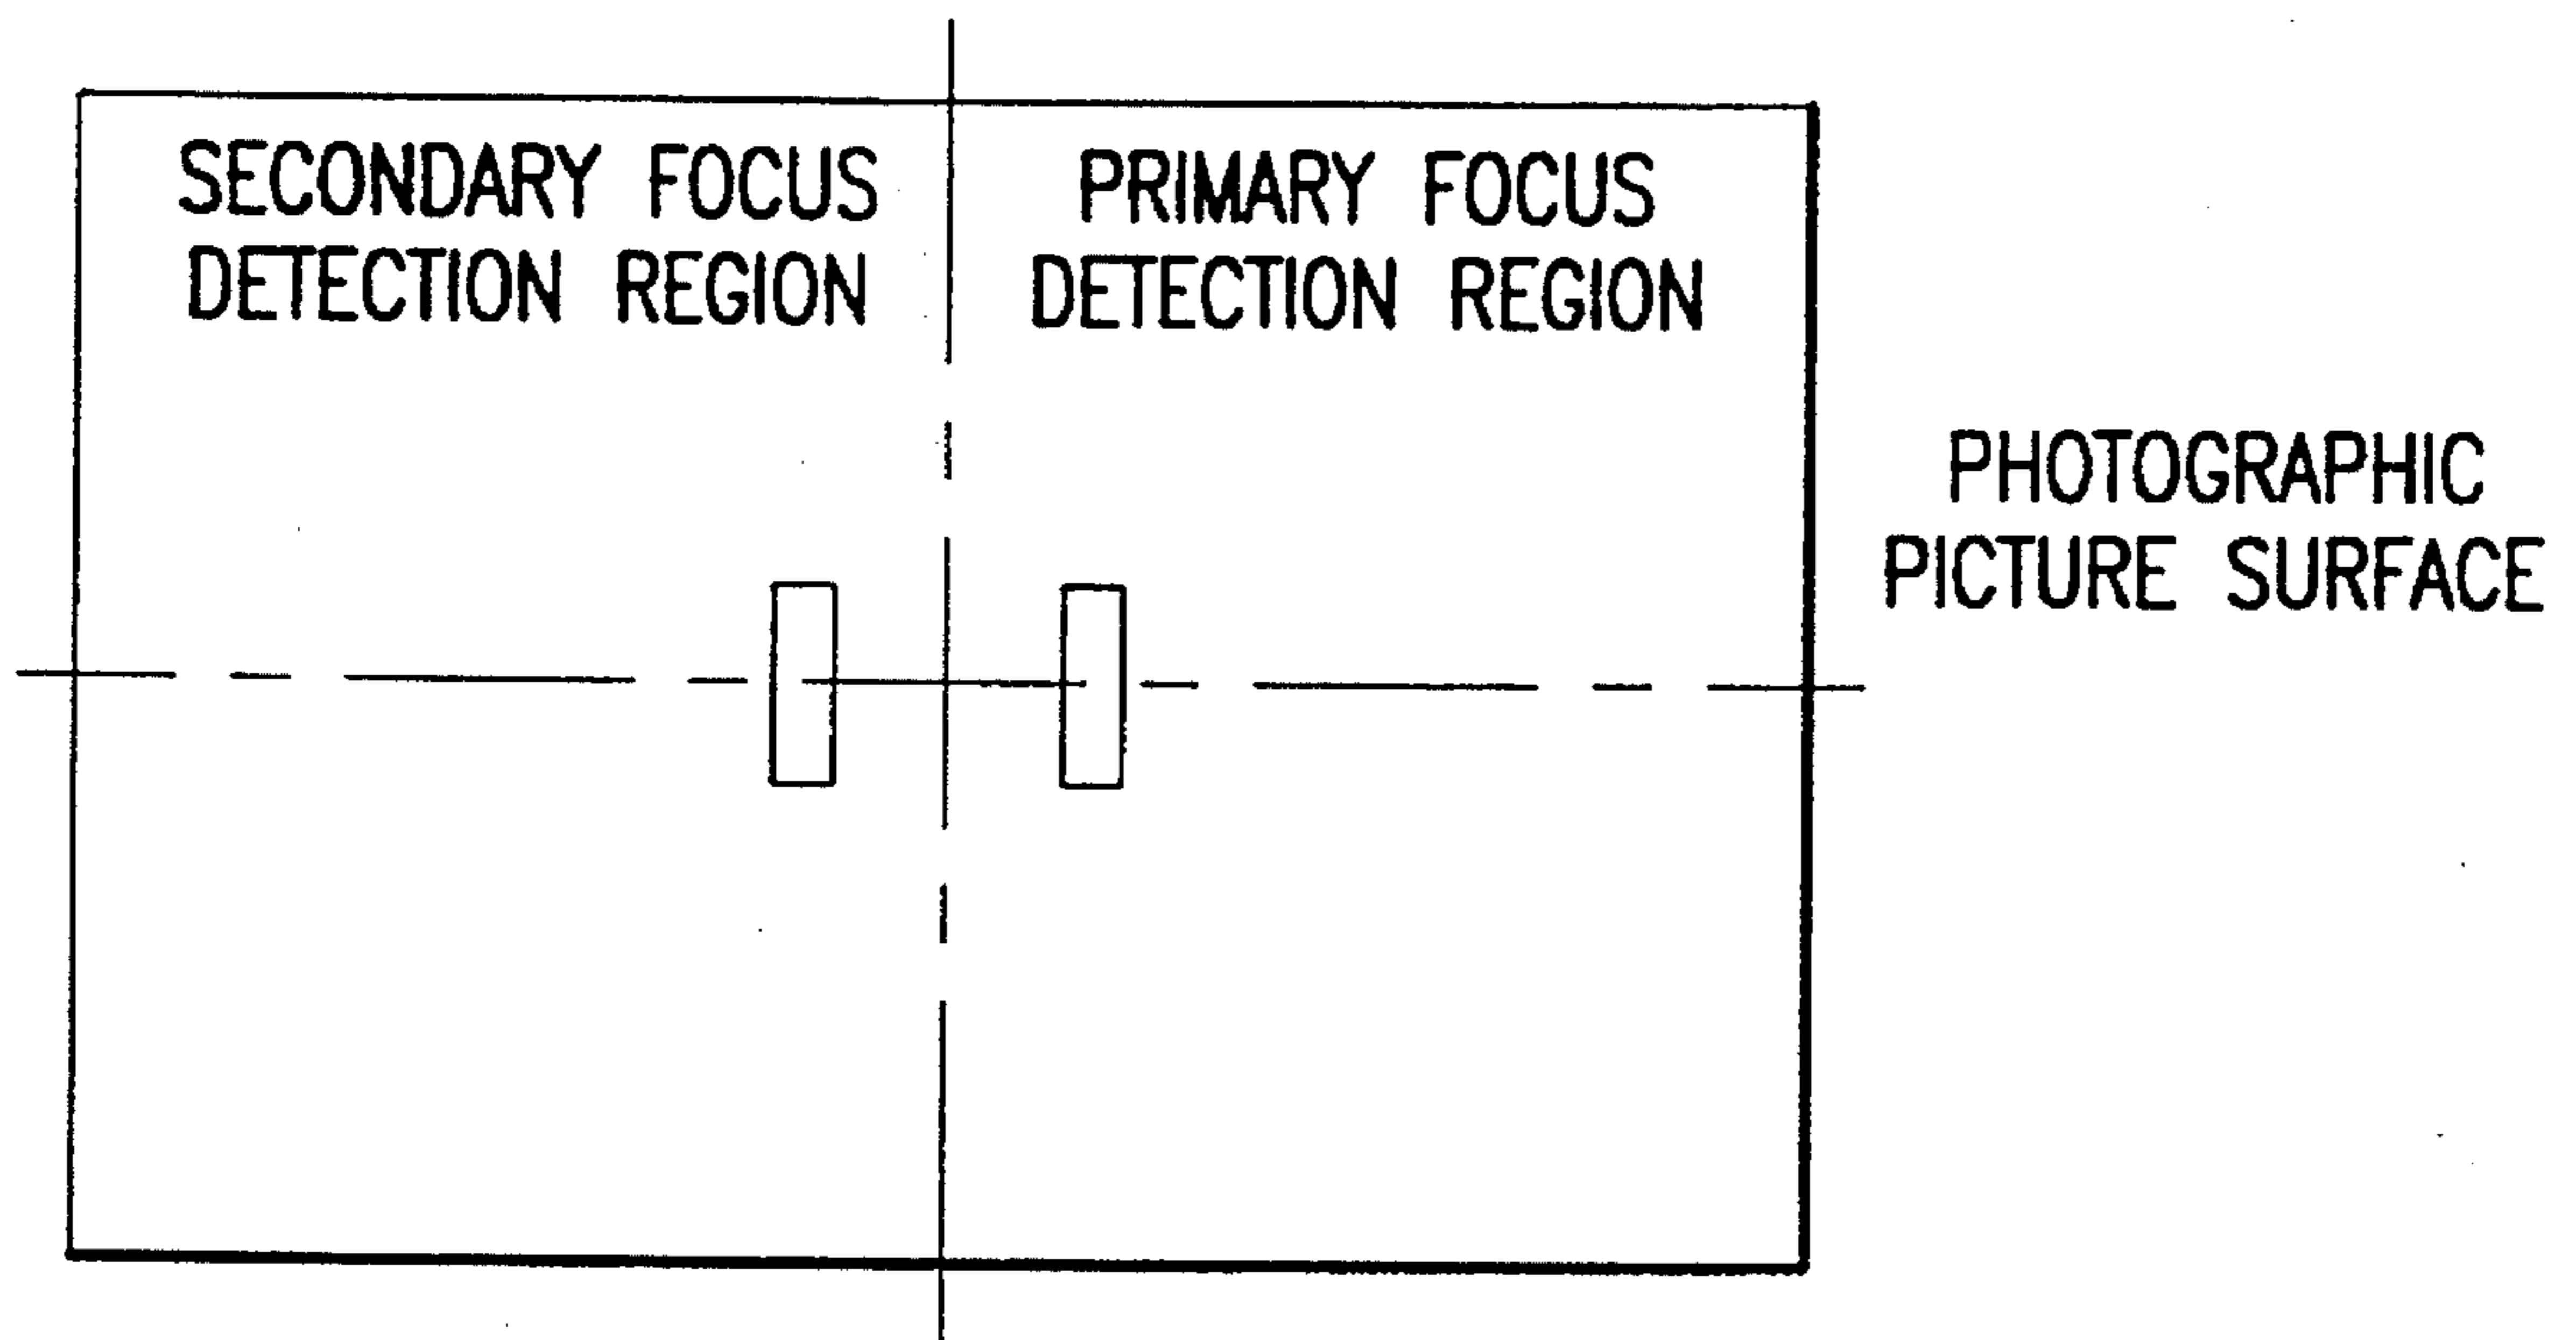 SECONDARY FOCUS
DETECTION REGION
PRIMARY FOCUS
DETECTION REGION
PHOTOGRAPHIC
PICTURE SURFACE